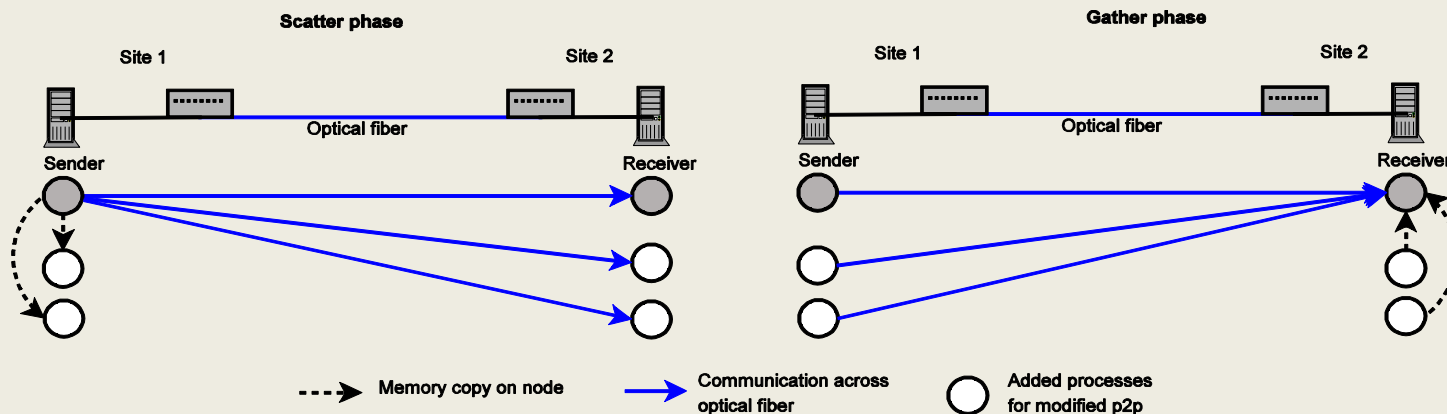 Scatter phase
Site 1
Site 2
Optical fiber
Sender
Receiver
Gather phase
Site 1
Site 2
Optical fiber
Sender
Receiver
Memory copy on node
Communication across
optical fiber
Added processes
for modified p2p